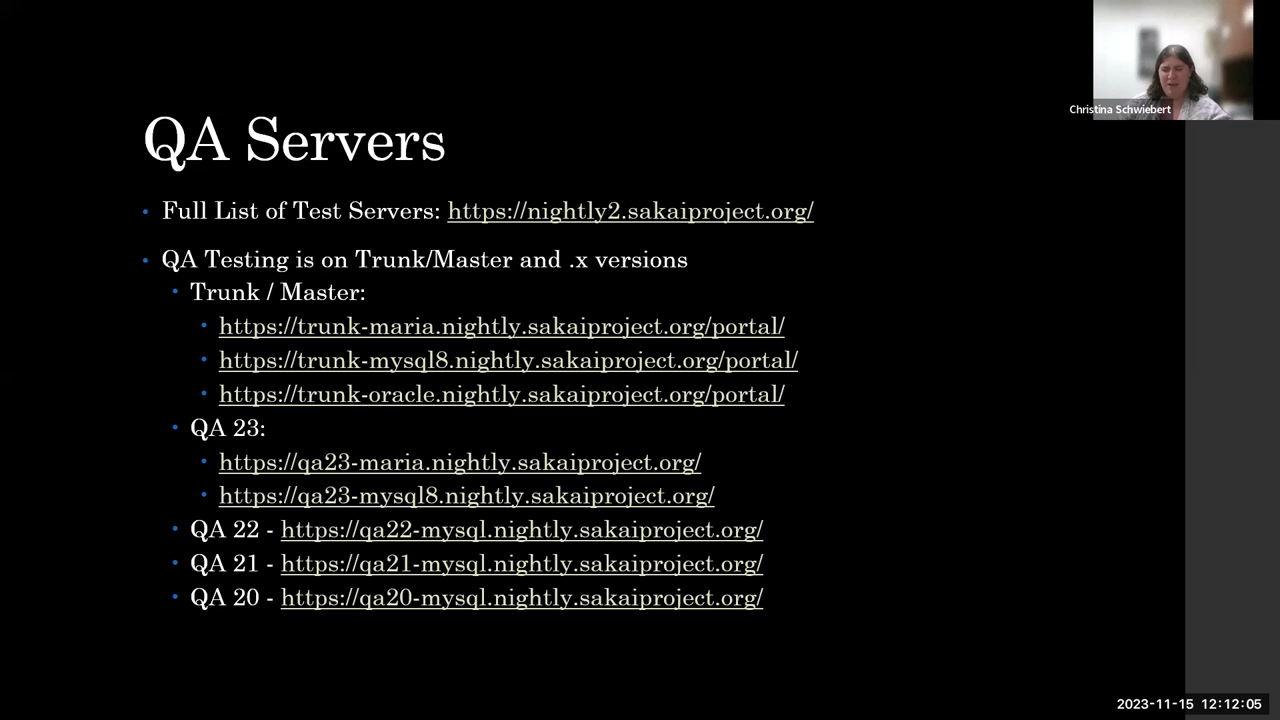 Christina Schwiebert
QA Servers
• Full List of Test Servers: https://nightly2.sakaiproject.org/
• QA Testing is on Trunk/Master and .x versions
• Trunk / Master:
• https://trunk-maria.nightly.sakaiproject.org/portal/
• https://trunk-mysql8.nightly.sakaiproject.org/portal/
• https://trunk-oracle.nightly.sakaiproject.org/portal/
• QA 23:
• https://qa23-maria.nightly.sakaiproject.org/
• https://qa23-mysql8.nightly.sakaiproject.org/
• QA 22 - https://qa22-mysql.nightly.sakaiproject.org/
• QA 21 - https://qa21-mysql.nightly.sakaiproject.org/
• QA 20 - https://qa20-mysql.nightly.sakaiproject.org/
2023-11-15 12:12:05